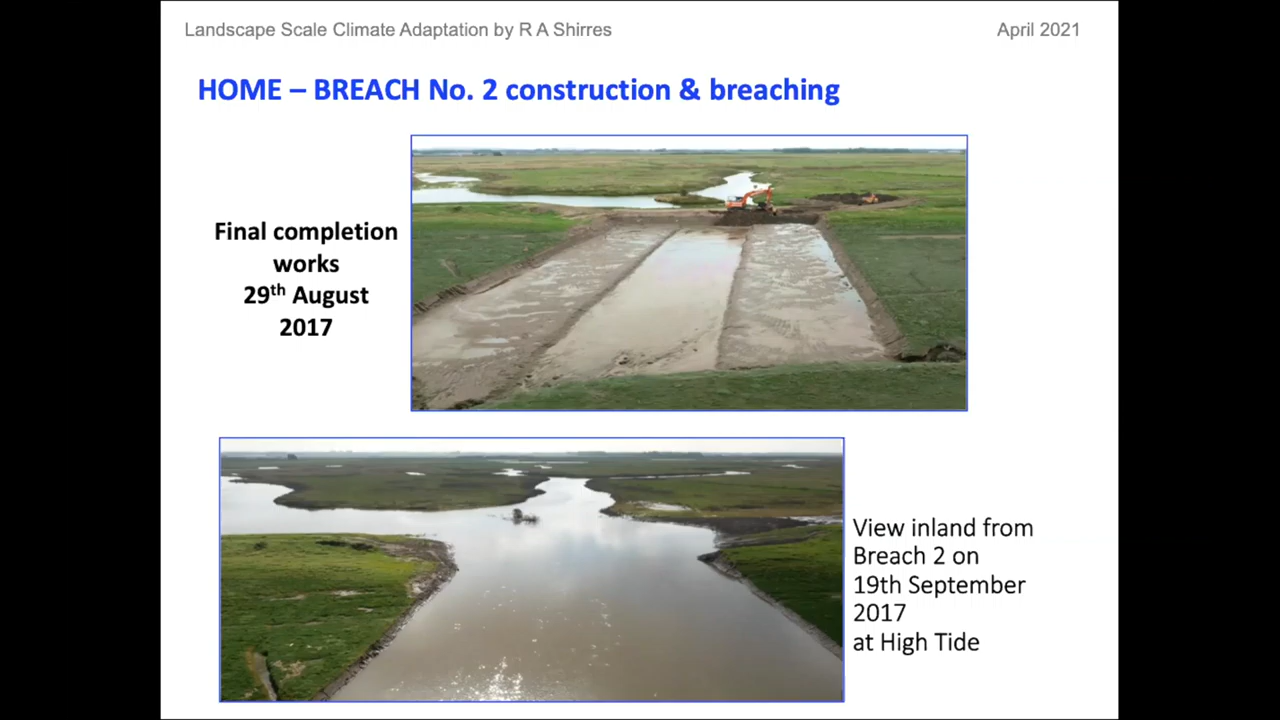 Landscape Scale Climate Adaptation by R A Shirres
April 2021
HOME – BREACH No. 2 construction & breaching
Final completion
works
29th August
2017
View inland from
Breach 2 on
19th September
2017
at High Tide